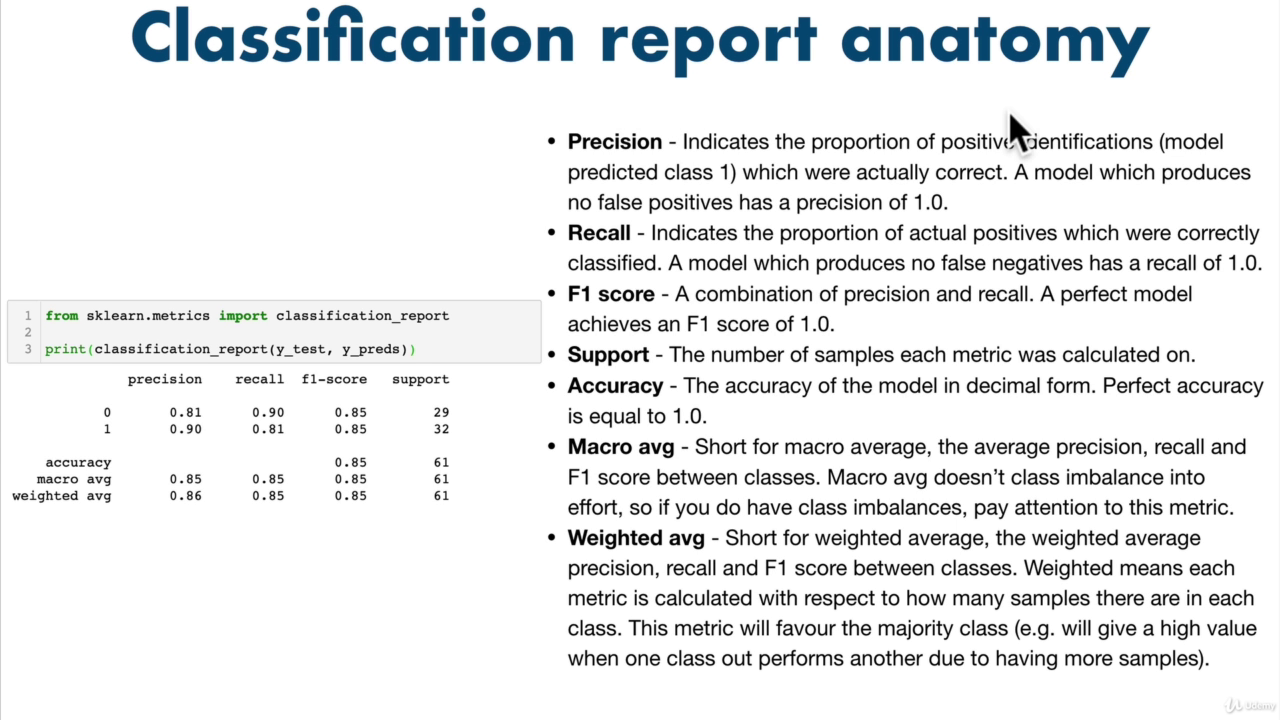 Classification report anatomy
• Precision - Indicates the proportion of positive identifications (model
predicted class 1) which were actually correct. A model which produces
no false positives has a precision of 1.0.
• Recall - Indicates the proportion of actual positives which were correctly
classified. A model which produces no false negatives has a recall of 1.0.
• F1 score - A combination of precision and recall. A perfect model
achieves an F1 score of 1.0.
• Support - The number of samples each metric was calculated on.
• Accuracy - The accuracy of the model in decimal form. Perfect accuracy
is equal to 1.0.
• Macro avg - Short for macro average, the average precision, recall and
F1 score between classes. Macro avg doesn’t class imbalance into
effort, so if you do have class imbalances, pay attention to this metric.
• Weighted avg - Short for weighted average, the weighted average
precision, recall and F1 score between classes. Weighted means each
metric is calculated with respect to how many samples there are in each
class. This metric will favour the majority class (e.g. will give a high value
when one class out performs another due to having more samples).
1 from sklearn.metrics import classification_report
2
3 print(classification_report(y_test, y_preds))
precision recall f1-score support
0 0.81 0.90 0.85 29
1 0.90 0.81 0.85 32
accuracy 0.85 61
macro avg 0.85 0.85 0.85 61
weighted avg 0.86 0.85 0.85 61
Udemy